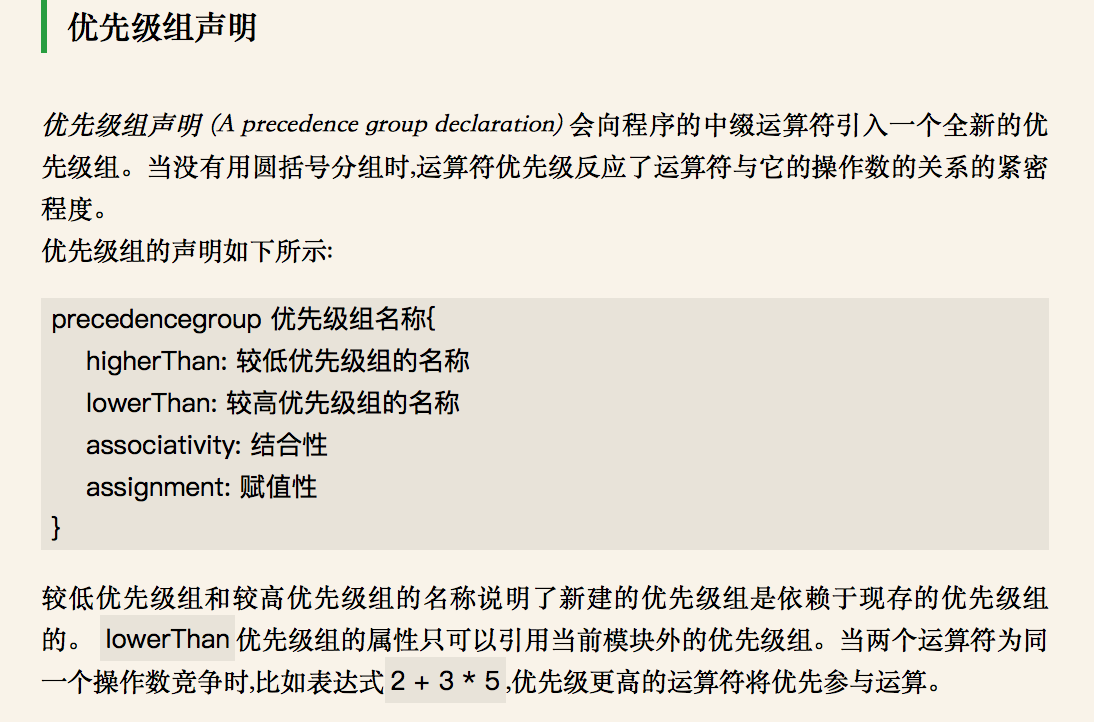 优先级组声明
优先级组声明 (A precedence group declaration) 会向程序的中缀运算符引入一个全新的优
先级组。当没有用圆括号分组时,运算符优先级反应了运算符与它的操作数的关系的紧密
程度。
优先级组的声明如下所示:
precedencegroup 优先级组名称{
higherThan: 较低优先级组的名称
lowerThan: 较高优先级组的名称
associativity: 结合性
assignment: 赋值性
}
较低优先级组和较高优先级组的名称说明了新建的优先级组是依赖于现存的优先级组
的。 lowerThan优先级组的属性只可以引用当前模块外的优先级组。当两个运算符为同
一个操作数竞争时,比如表达式2 + 3 * 5,优先级更高的运算符将优先参与运算。